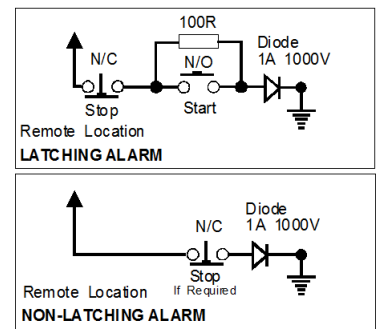 100R
Diode
1A 1000V
N/C
N/O
Stop
Start
Remote Location
LATCHING ALARM
Diode
1A 1000V
N/C
Stop
If Required
Remote Location
NON-LATCHING ALARM